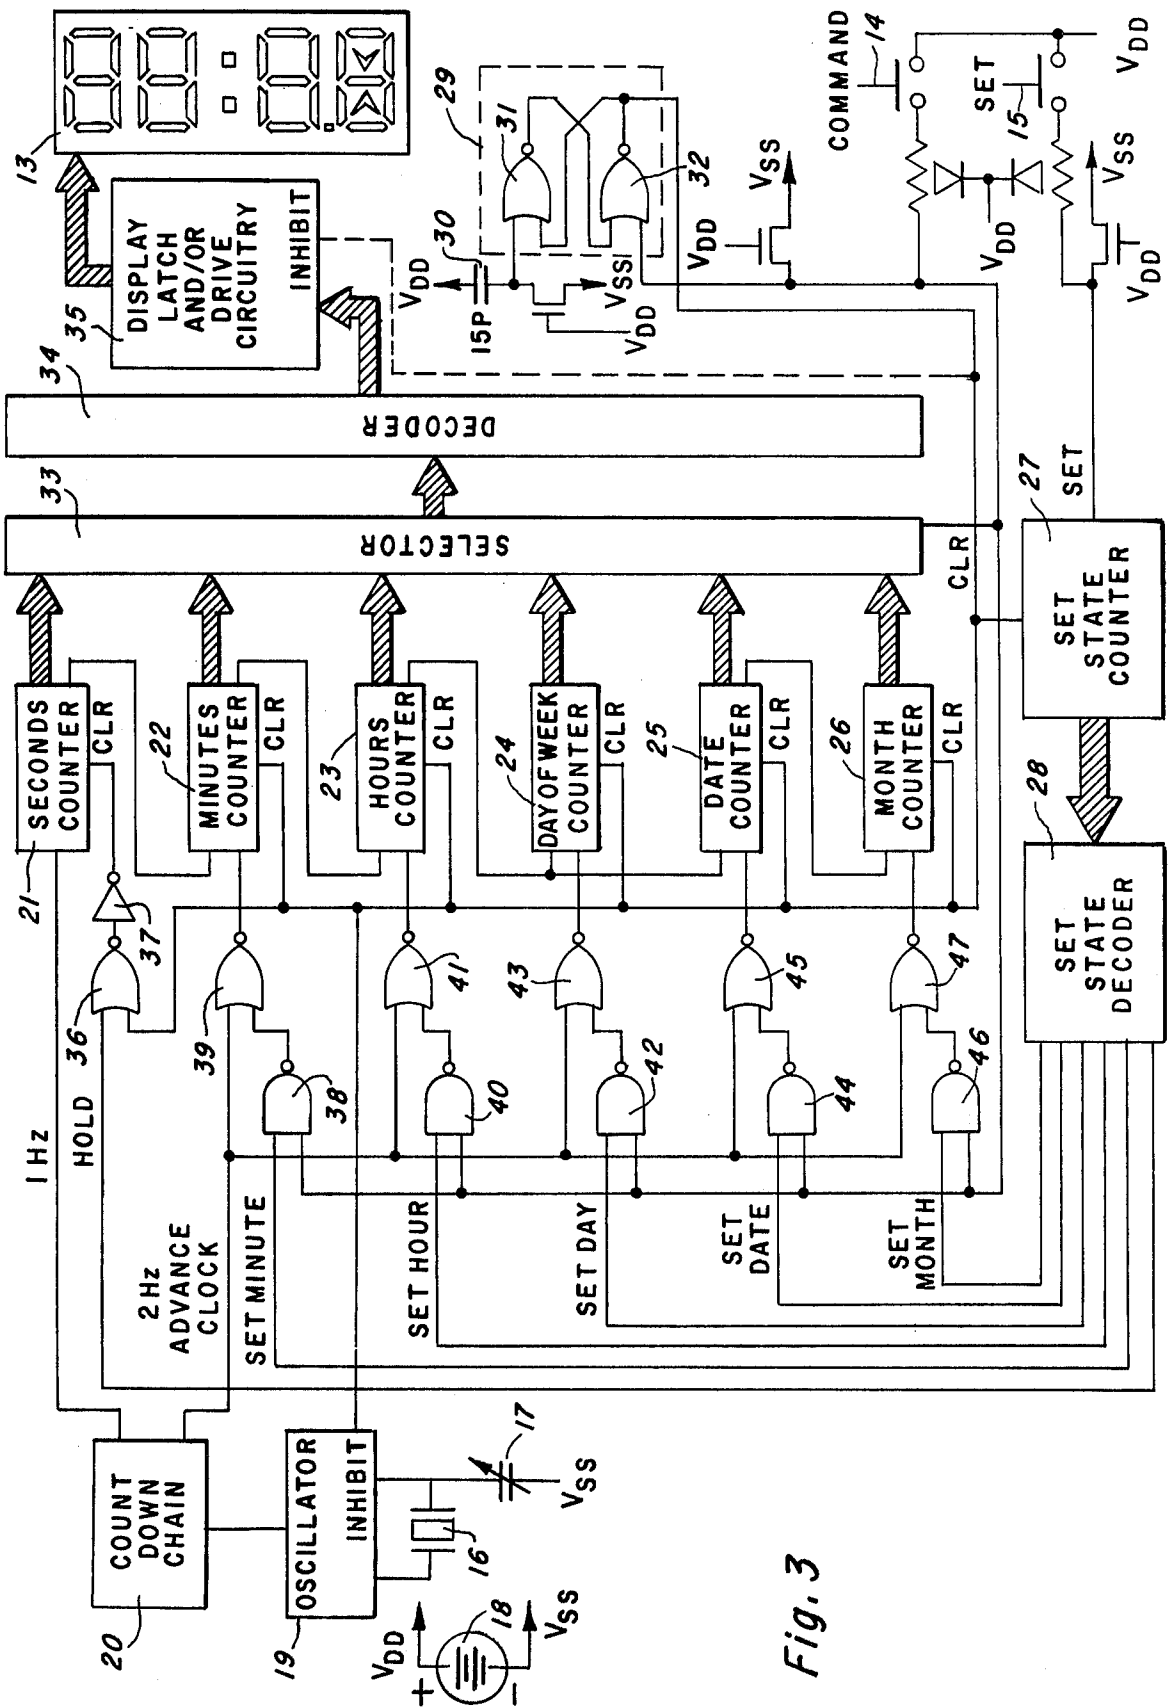 13
35
DISPLAY
LATCH
AND/OR
DRIVE
CIRCUITRY
INHIBIT
34
DECODER
33
SELECTOR
29
31
32
30
15P
VDD
VSS
VDD
VDD
VSS
COMMAND
14
SET
15
VDD
VDD
VSS
VDD
21
SECONDS
COUNTER
CLR
22
MINUTES
COUNTER
CLR
23
HOURS
COUNTER
CLR
24
DAY OF WEEK
COUNTER
CLR
25
DATE
COUNTER
CLR
26
MONTH
COUNTER
CLR
CLR
SET
27
SET
STATE
COUNTER
28
SET
STATE
DECODER
1Hz
HOLD
36
37
39
38
41
40
43
42
45
44
47
46
2Hz
ADVANCE
CLOCK
SET MINUTE
SET HOUR
SET DAY
SET
DATE
SET
MONTH
20
COUNT
DOWN
CHAIN
19
OSCILLATOR
INHIBIT
16
17
VSS
VDD
+
18
-
VSS
Fig. 3